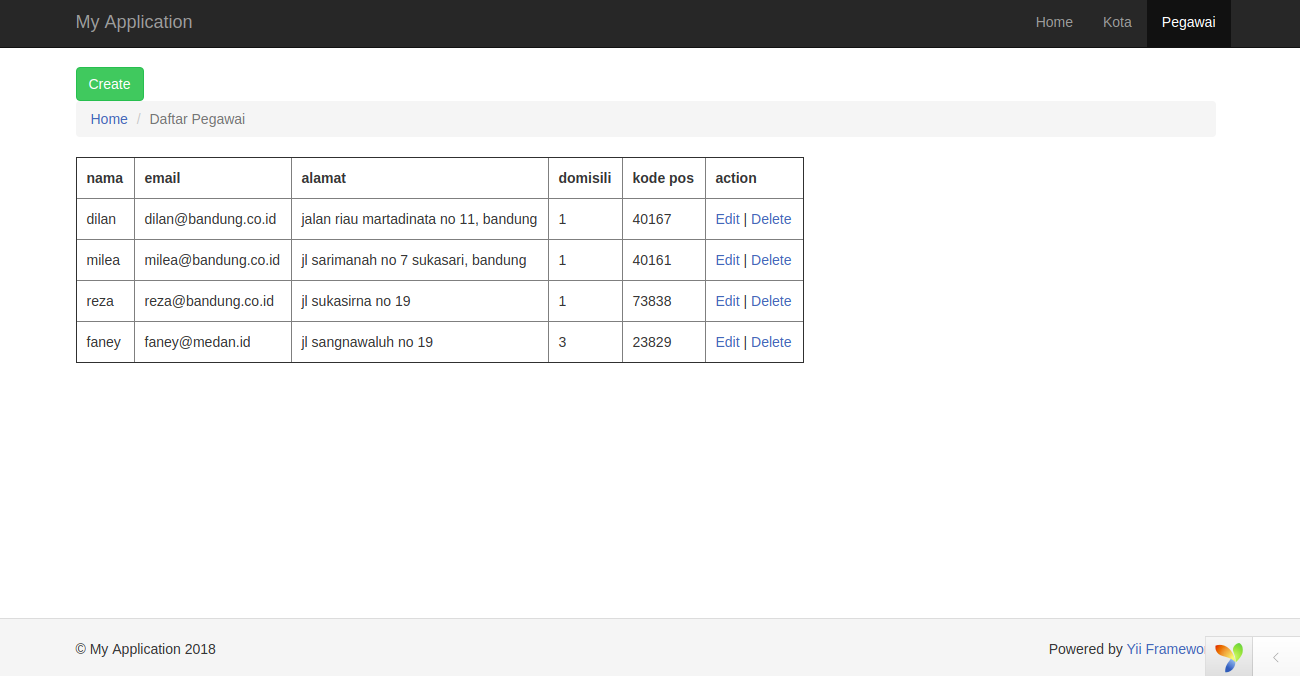 My Application Home Kota Pegawai
Create
Home / Daftar Pegawai
nama email alamat domisili kode pos action
dilan dilan@bandung.co.id jalan riau martadinata no 11, bandung 1 40167 Edit | Delete
milea milea@bandung.co.id jl sarimanah no 7 sukasari, bandung 1 40161 Edit | Delete
reza reza@bandung.co.id jl sukasirna no 19 1 73838 Edit | Delete
faney faney@medan.id jl sangnawaluh no 19 3 23829 Edit | Delete
© My Application 2018 Powered by Yii Framewo